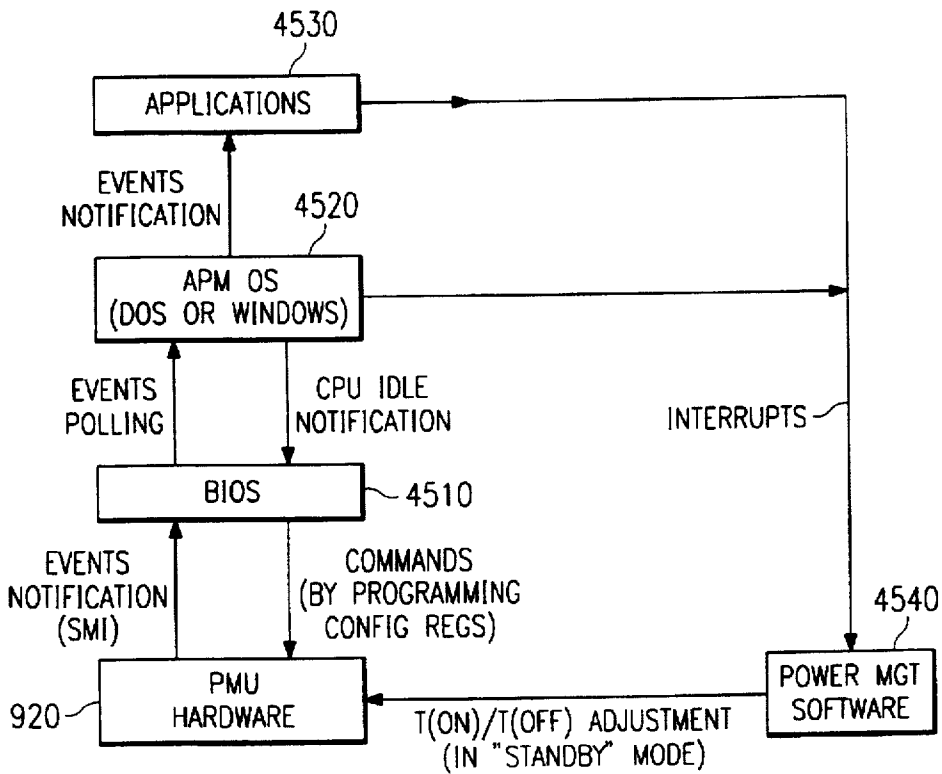 4530
APPLICATIONS
EVENTS
NOTIFICATION
4520
APM OS
(DOS OR WINDOWS)
EVENTS
POLLING
CPU IDLE
NOTIFICATION
INTERRUPTS
BIOS
4510
EVENTS
NOTIFICATION
(SMI)
COMMANDS
(BY PROGRAMMING
CONFIG REGS)
4540
920
PMU
HARDWARE
POWER MGT
SOFTWARE
T(ON)/T(OFF) ADJUSTMENT
(IN "STANDBY" MODE)